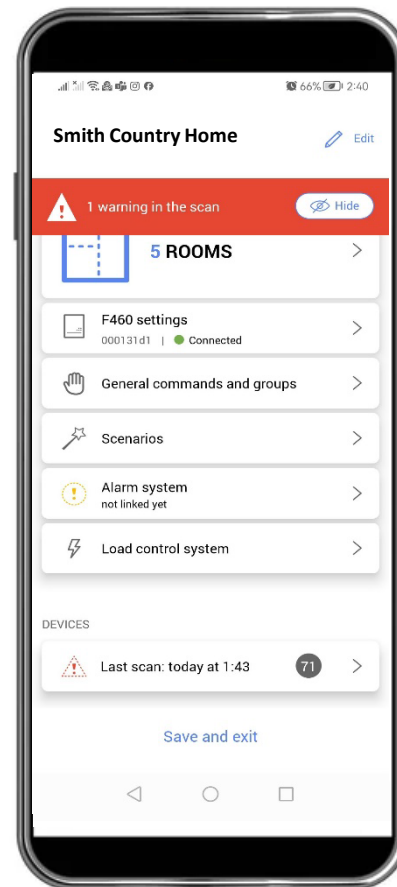 66% 2:40
Smith Country Home
Edit
1 warning in the scan
Hide
5 ROOMS
F460 settings
000131d1 | Connected
General commands and groups
Scenarios
Alarm system
not linked yet
Load control system
DEVICES
Last scan: today at 1:43 71
Save and exit